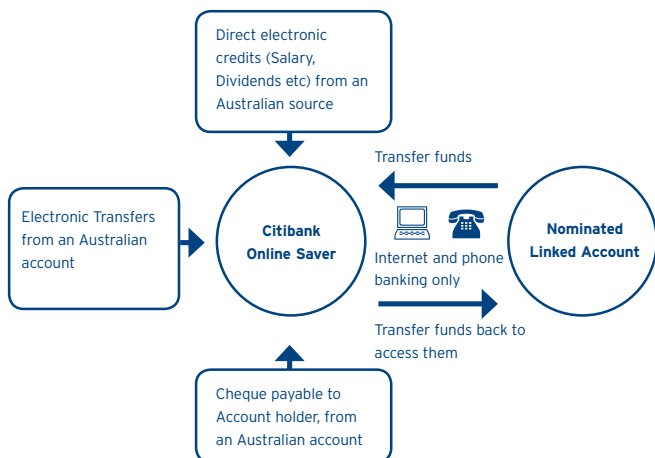 Direct electronic
credits (Salary,
Dividends etc) from an
Australian source
Transfer funds
Electronic Transfers
from an Australian
account
Citibank
Online Saver
Nominated
Linked Account
Internet and phone
banking only
Transfer funds back to
access them
Cheque payable to
Account holder, from
an Australian account